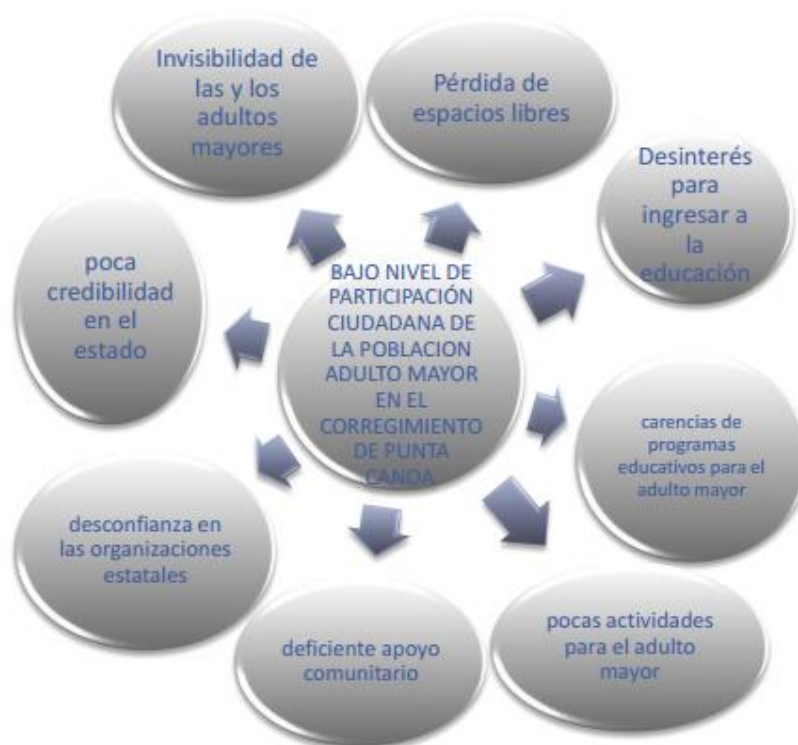 Invisibilidad de
las y los
adultos
mayores
Pérdida de
espacios libres
Desinterés
para
ingresar a
la
educación
poca
credibilidad
en el
estado
BAJO NIVEL DE
PARTICIPACIÓN
CIUDADANA DE
LA POBLACION
ADULTO MAYOR
EN EL
CORREGIMIENTO
DE PUNTA
CANOA
carencias de
programas
educativos para el
adulto mayor
desconfianza en
las organizaciones
estatales
deficiente apoyo
comunitario
pocas actividades
para el adulto
mayor